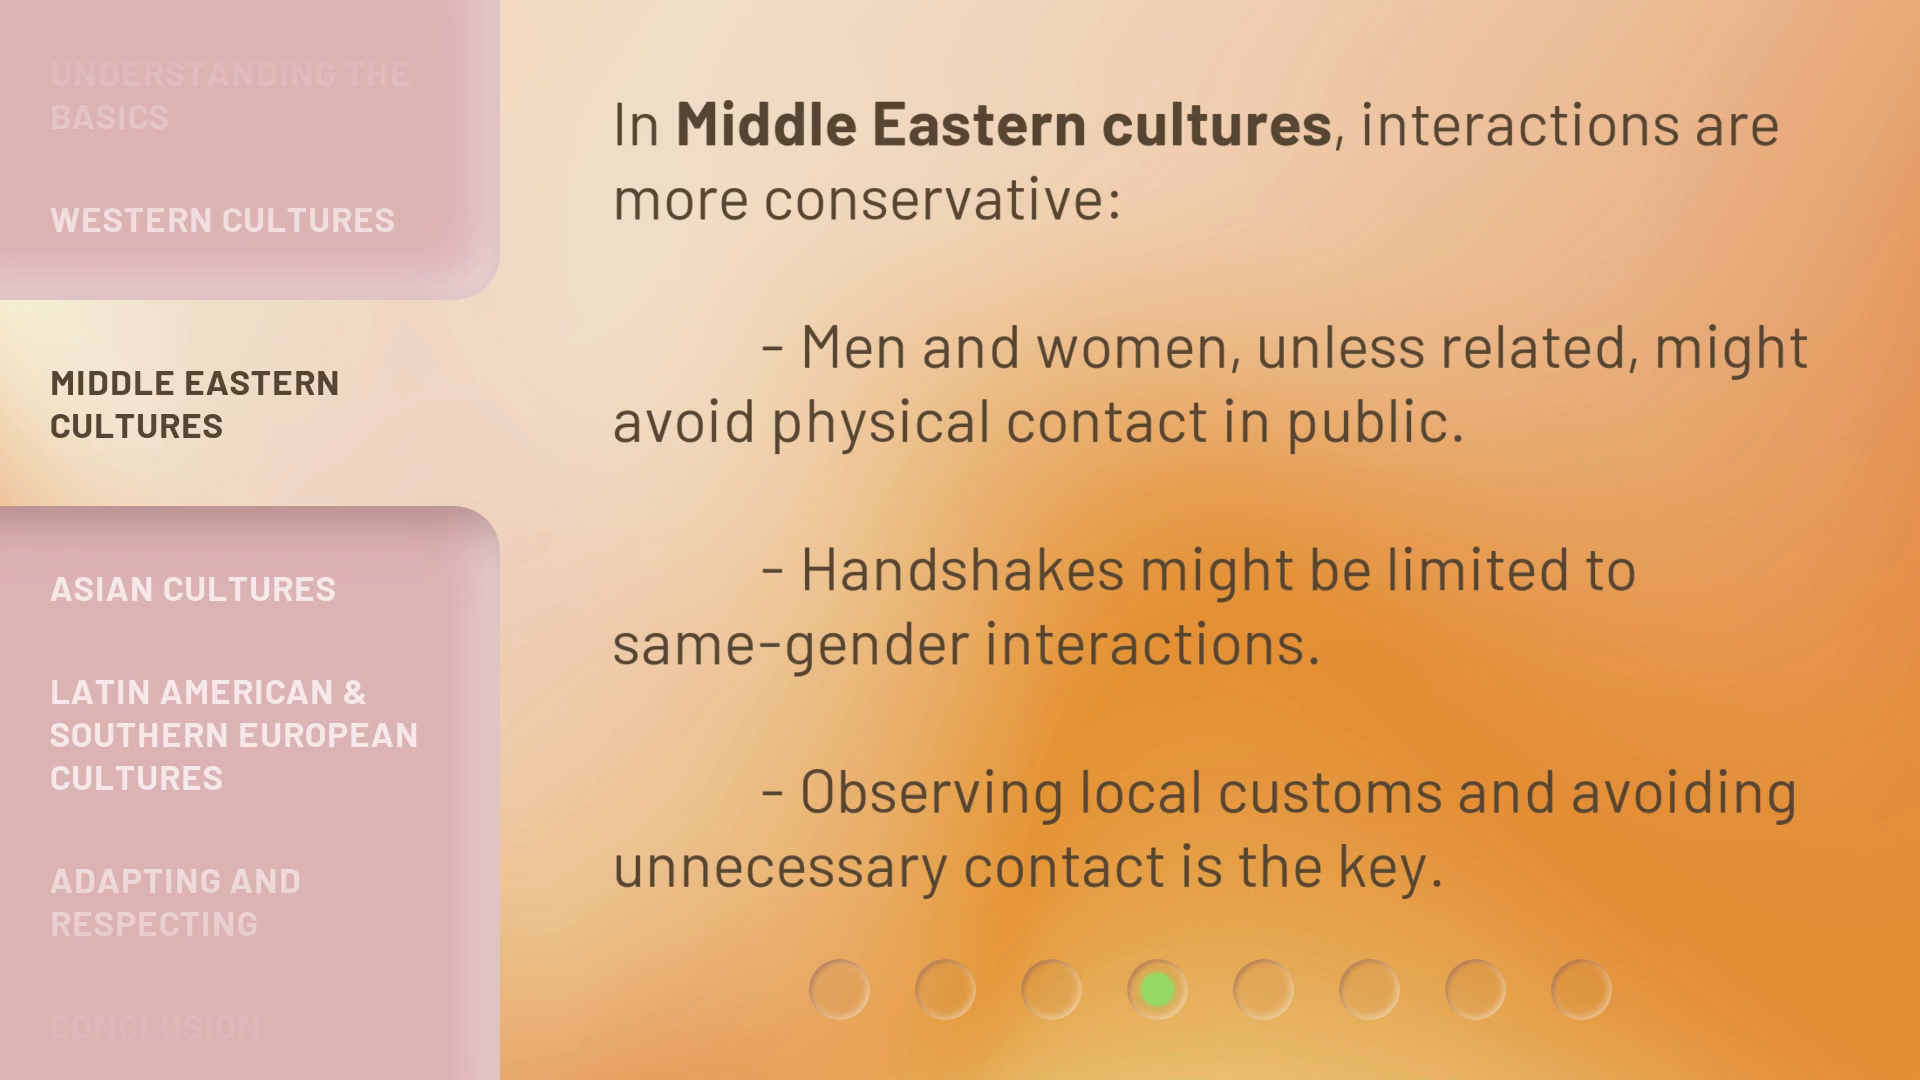 UNDERSTANDING THE
BASICS
WESTERN CULTURES
MIDDLE EASTERN
CULTURES
ASIAN CULTURES
LATIN AMERICAN &
SOUTHERN EUROPEAN
CULTURES
ADAPTING AND
RESPECTING
CONCLUSION
In Middle Eastern cultures, interactions are
more conservative:
- Men and women, unless related, might
avoid physical contact in public.
- Handshakes might be limited to
same-gender interactions.
- Observing local customs and avoiding
unnecessary contact is the key.